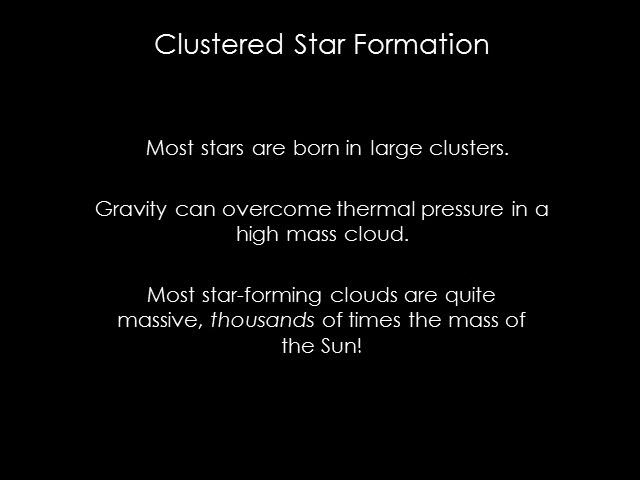 Clustered Star Formation
Most stars are born in large clusters.
Gravity can overcome thermal pressure in a
high mass cloud.
Most star-forming clouds are quite
massive, thousands of times the mass of
the Sun!